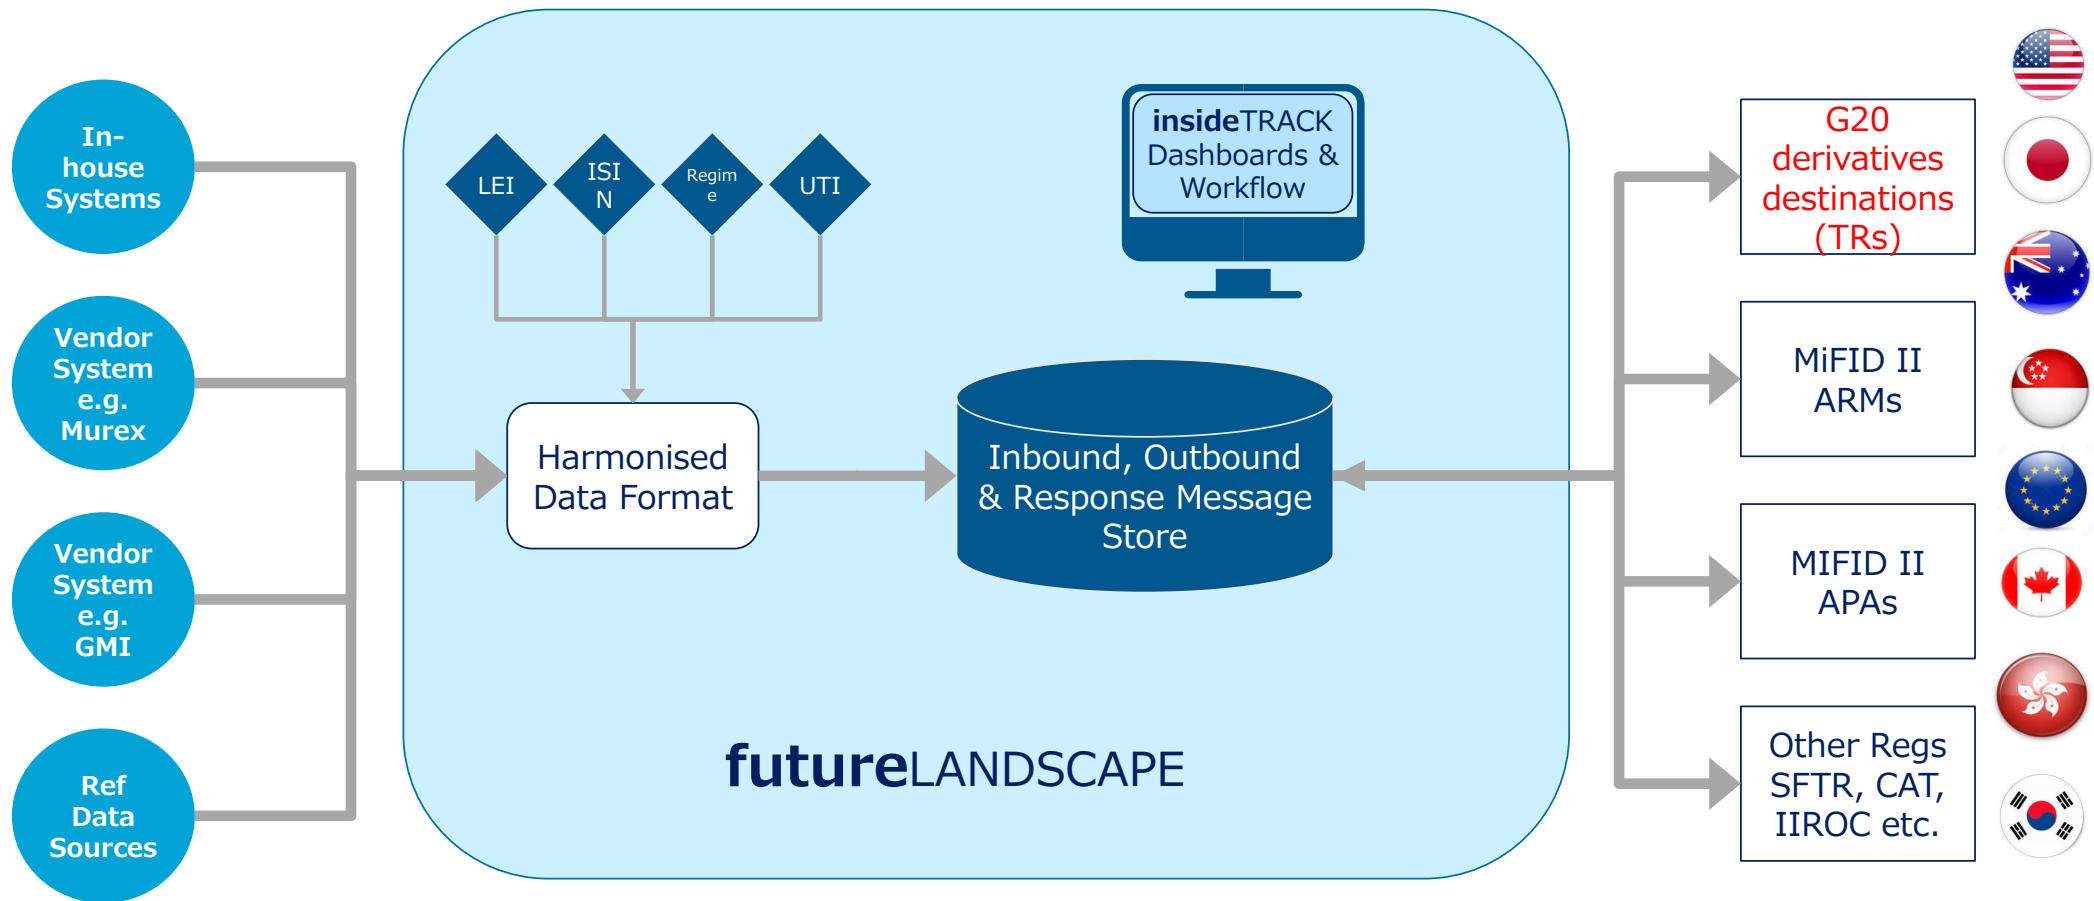 In-
house
Systems
Vendor
System
e.g.
Murex
Vendor
System
e.g.
GMI
Ref
Data
Sources
LEI
ISI
N
Regim
e
UTI
insideTRACK
Dashboards &
Workflow
Harmonised
Data Format
Inbound, Outbound
& Response Message
Store
futureLANDSCAPE
G20
derivatives
destinations
(TRs)
MiFID II
ARMs
MIFID II
APAs
Other Regs
SFTR, CAT,
IIROC etc.